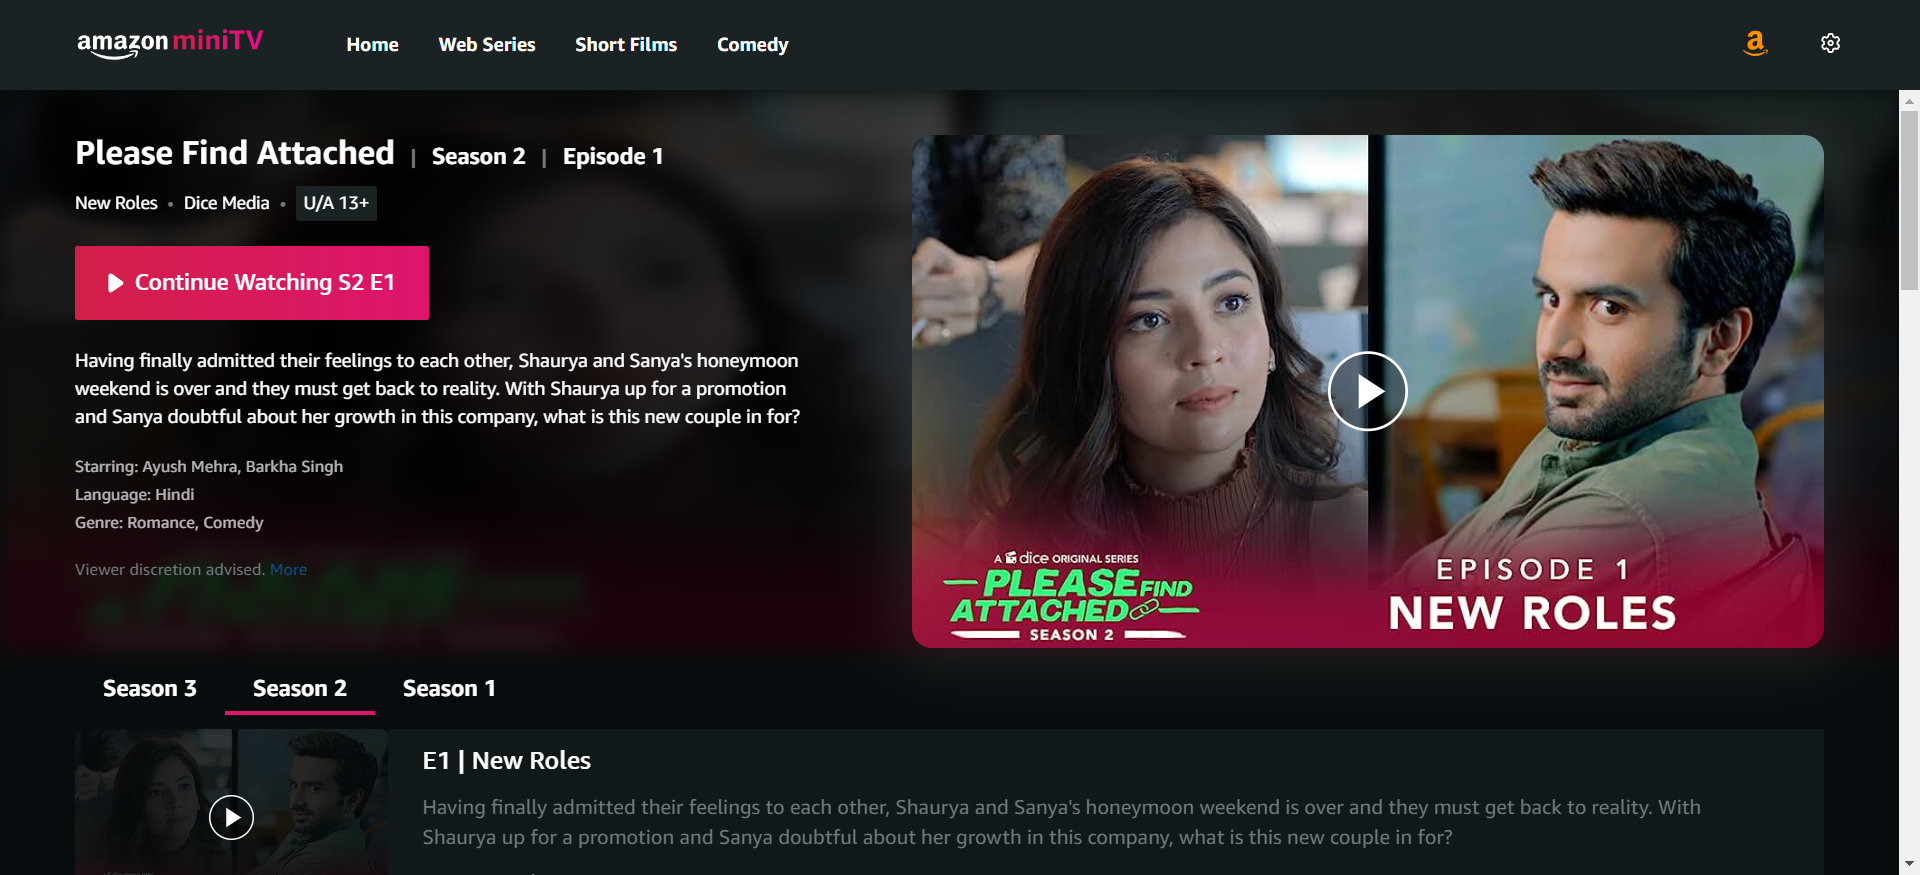 amazon miniTV
Home
Web Series
Short Films
Comedy
a
Please Find Attached | Season 2 | Episode 1
New Roles • Dice Media • U/A 13+
Continue Watching S2 E1
Having finally admitted their feelings to each other, Shaurya and Sanya's honeymoon
weekend is over and they must get back to reality. With Shaurya up for a promotion
and Sanya doubtful about her growth in this company, what is this new couple in for?
Starring: Ayush Mehra, Barkha Singh
Language: Hindi
Genre: Romance, Comedy
Viewer discretion advised. More
A dice ORIGINAL SERIES
PLEASE FIND
ATTACHED
SEASON 2
EPISODE 1
NEW ROLES
Season 3
Season 2
Season 1
E1 | New Roles
Having finally admitted their feelings to each other, Shaurya and Sanya's honeymoon weekend is over and they must get back to reality. With
Shaurya up for a promotion and Sanya doubtful about her growth in this company, what is this new couple in for?